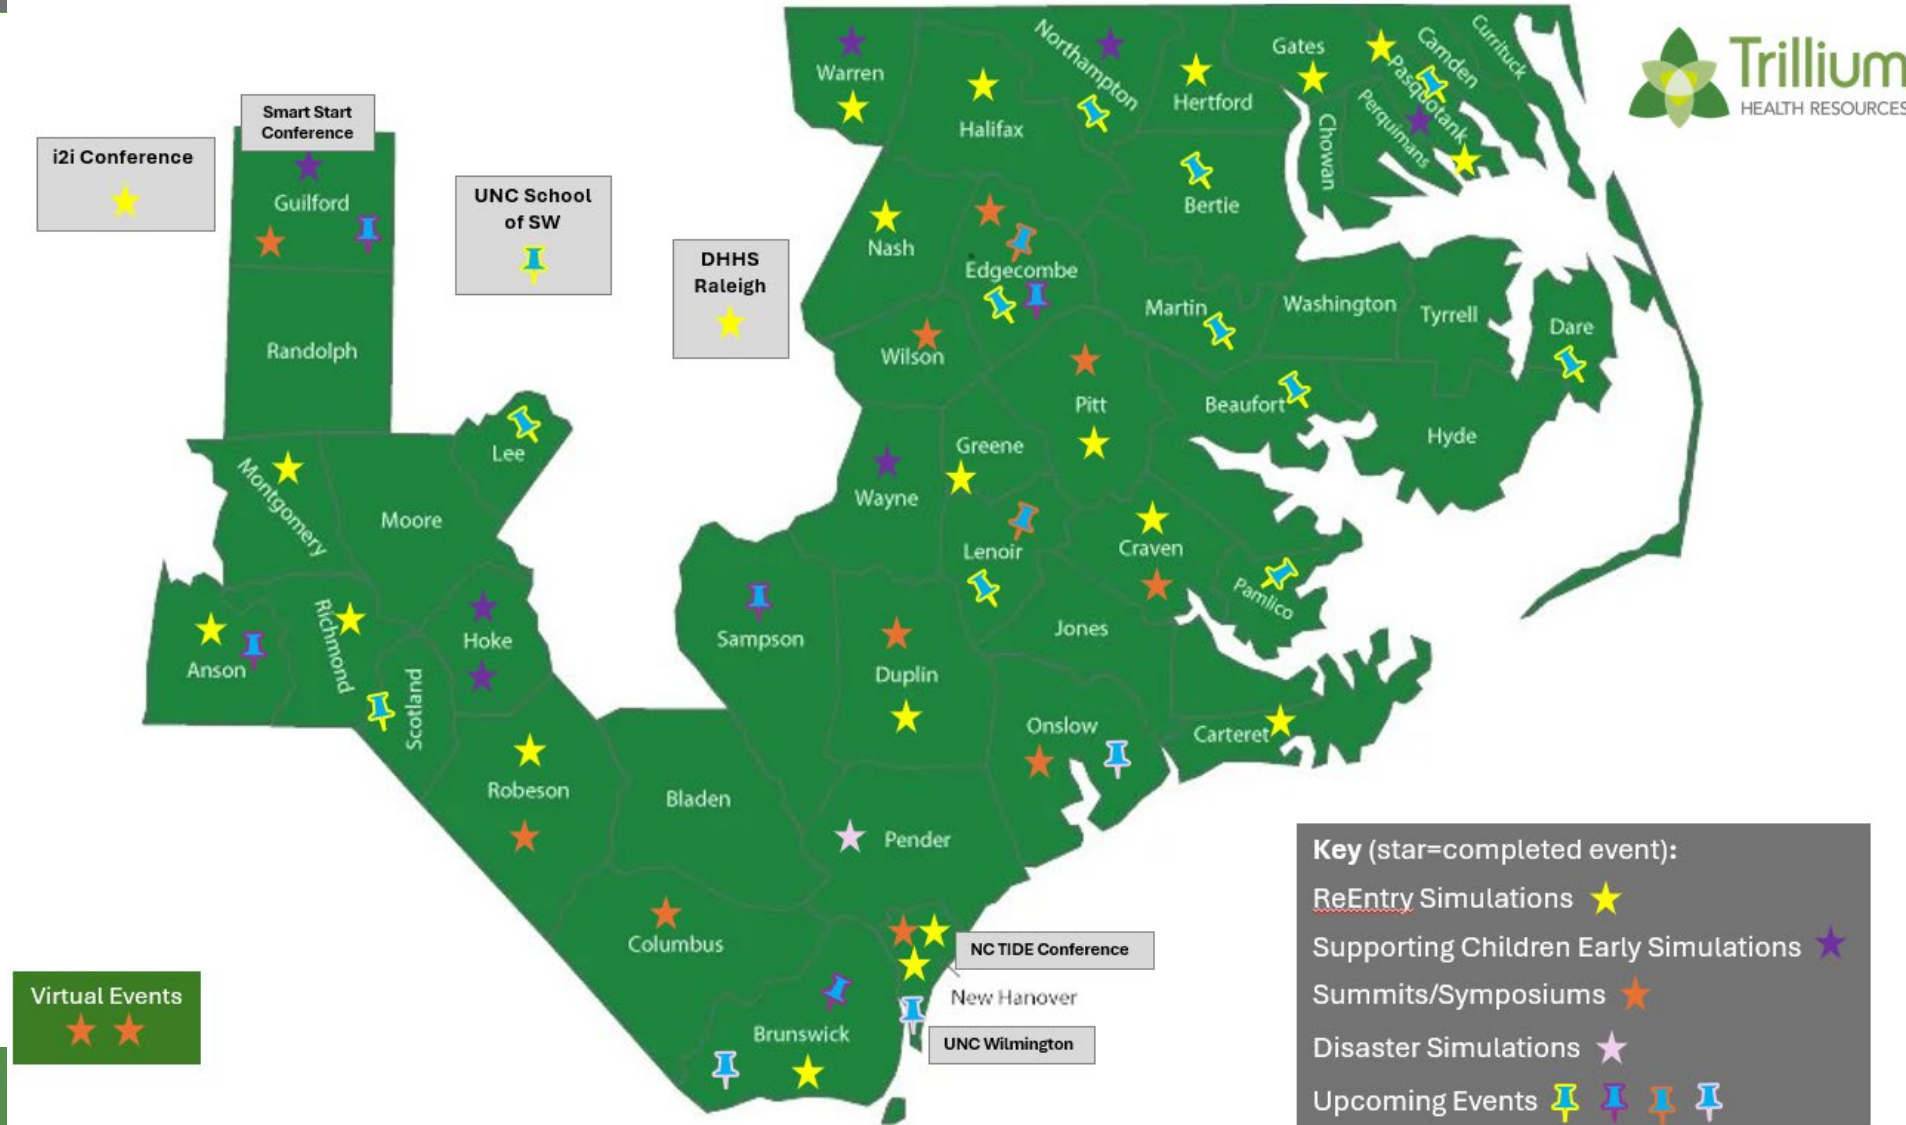 Trillium
HEALTH RESOURCES
Smart Start
Conference
i2i Conference
Guilford
UNC School
of SW
DHHS
Raleigh
Randolph
Lee
Montgomery
Moore
Anson
Richmond
Scotland
Hoke
Robeson
Bladen
Columbus
Brunswick
Warren
Halifax
Northampton
Hertford
Gates
Camden
Currituck
Pasquotank
Perquimans
Chowan
Bertie
Nash
Edgecombe
Wilson
Martin
Washington
Tyrrell
Dare
Pitt
Beaufort
Hyde
Greene
Wayne
Lenoir
Craven
Pamlico
Sampson
Jones
Duplin
Onslow
Carteret
Pender
NC TIDE Conference
New Hanover
UNC Wilmington
Virtual Events
Key (star=completed event):
ReEntry Simulations
Supporting Children Early Simulations
Summits/Symposiums
Disaster Simulations
Upcoming Events